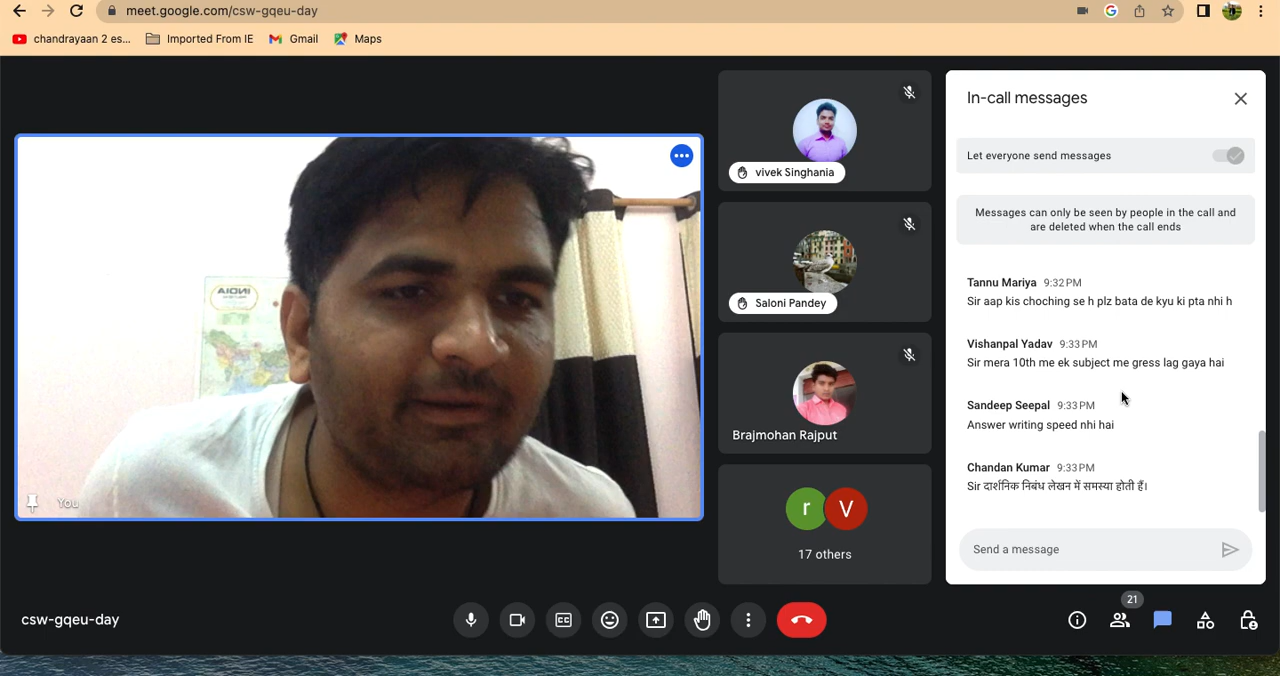 meet.google.com/csw-gqeu-day
chandrayaan 2 es...
Imported From IE
Gmail
Maps
INDIA
You
vivek Singhania
Saloni Pandey
Brajmohan Rajput
r
V
17 others
In-call messages
Let everyone send messages
Messages can only be seen by people in the call and
are deleted when the call ends
Tannu Mariya 9:32 PM
Sir aap kis choching se h plz bata de kyu ki pta nhi h
Vishanpal Yadav 9:33 PM
Sir mera 10th me ek subject me gress lag gaya hai
Sandeep Seepal 9:33 PM
Answer writing speed nhi hai
Chandan Kumar 9:33 PM
Sir दार्शनिक निबंध लेखन में समस्या होती हैं।
Send a message
csw-gqeu-day
CC
21